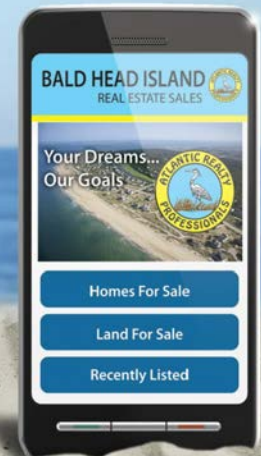 BALD HEAD ISLAND
REAL ESTATE SALES
Your Dreams...
Our Goals
ATLANTIC REALTY
PROFESSIONALS
Homes For Sale
Land For Sale
Recently Listed